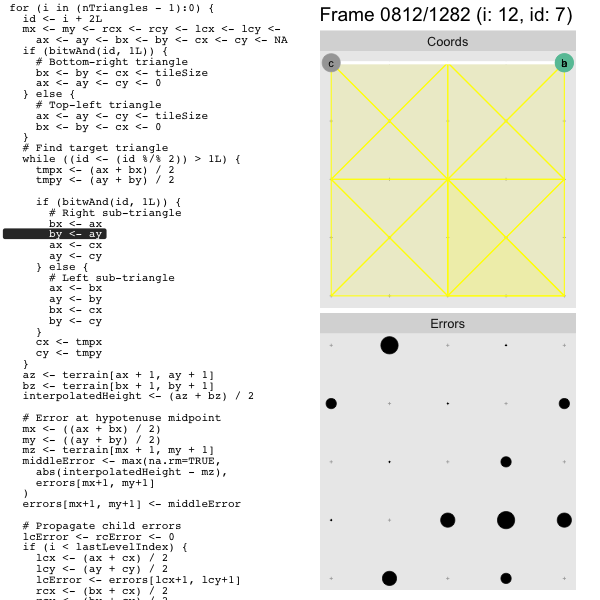 for (i in (nTriangles - 1):0) {
id <- i + 2L
mx <- my <- rcx <- rcy <- lcx <- lcy <-
ax <- ay <- bx <- by <- cx <- cy <- NA
if (bitwAnd(id, 1L)) {
# Bottom-right triangle
bx <- by <- cx <- tileSize
ax <- ay <- cy <- 0
} else {
# Top-left triangle
ax <- ay <- cy <- tileSize
bx <- by <- cx <- 0
}
# Find target triangle
while ((id <- (id %/% 2)) > 1L) {
tmpx <- (ax + bx) / 2
tmpy <- (ay + by) / 2
if (bitwAnd(id, 1L)) {
# Right sub-triangle
bx <- ax
by <- ay
ax <- cx
ay <- cy
} else {
# Left sub-triangle
ax <- bx
ay <- by
bx <- cx
by <- cy
}
cx <- tmpx
cy <- tmpy
}
az <- terrain[ax + 1, ay + 1]
bz <- terrain[bx + 1, by + 1]
interpolatedHeight <- (az + bz) / 2
# Error at hypotenuse midpoint
mx <- ((ax + bx) / 2)
my <- ((ay + by) / 2)
mz <- terrain[mx + 1, my + 1]
middleError <- max(na.rm=TRUE,
abs(interpolatedHeight - mz),
errors[mx+1, my+1]
)
errors[mx+1, my+1] <- middleError
# Propagate child errors
lcError <- rcError <- 0
if (i < lastLevelIndex) {
lcx <- (ax + cx) / 2
lcy <- (ay + cy) / 2
lcError <- errors[lcx+1, lcy+1]
rcx <- (bx + cx) / 2
Frame 0812/1282 (i: 12, id: 7)
Coords
c
b
Errors